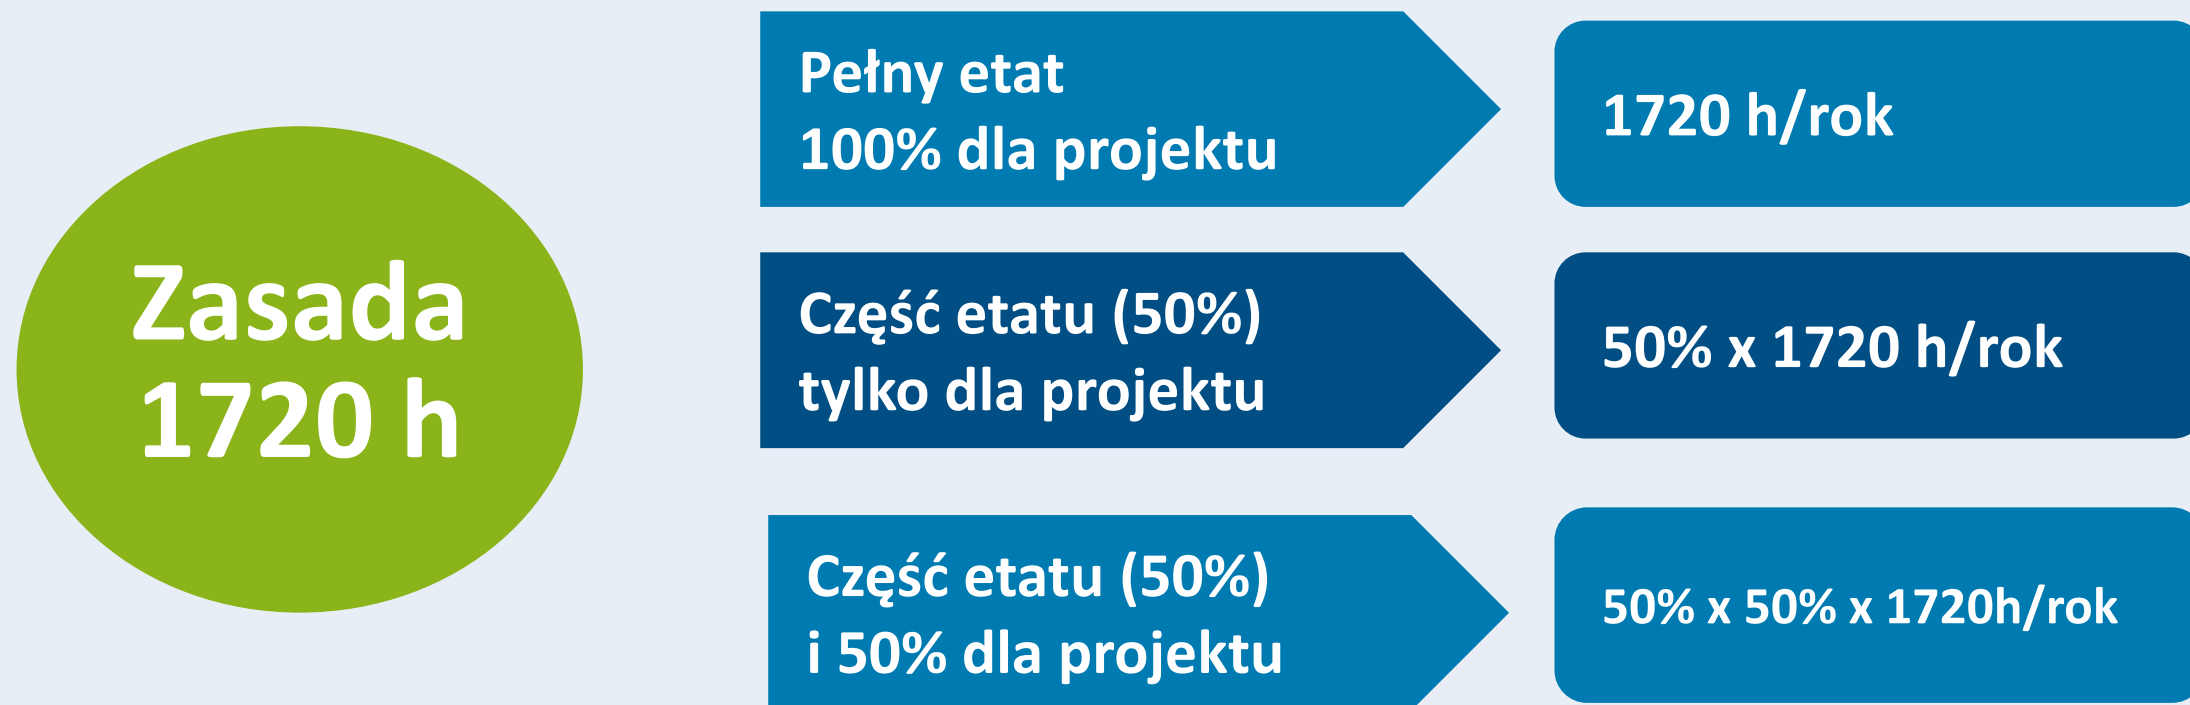 Zasada
1720 h
Pełny etat
100% dla projektu
1720 h/rok
Część etatu (50%)
tylko dla projektu
50% x 1720 h/rok
Część etatu (50%)
i 50% dla projektu
50% x 50% x 1720h/rok